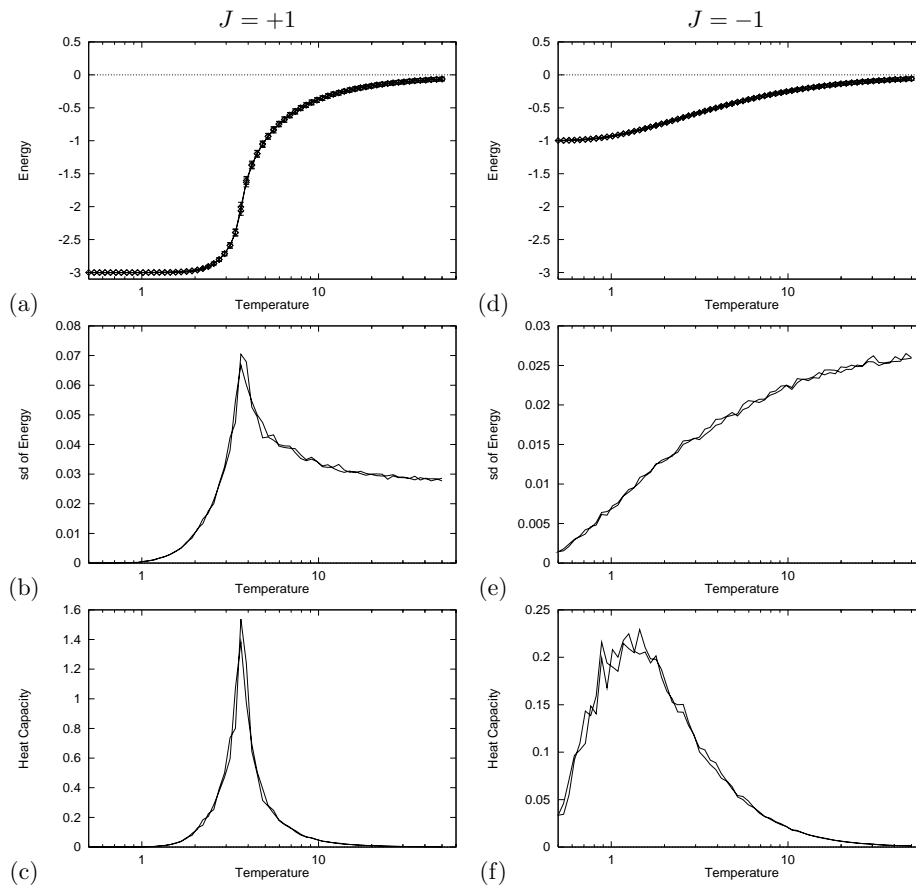 J = +1
J = −1
0.5
0
-0.5
-1
-1.5
-2
-2.5
-3
Energy
1
10
Temperature
(a)
0.5
0
-0.5
-1
-1.5
-2
-2.5
-3
Energy
1
10
Temperature
(d)
0.08
0.07
0.06
0.05
0.04
0.03
0.02
0.01
0
sd of Energy
1
10
Temperature
(b)
0.03
0.025
0.02
0.015
0.01
0.005
0
sd of Energy
1
10
Temperature
(e)
1.6
1.4
1.2
1
0.8
0.6
0.4
0.2
0
Heat Capacity
1
10
Temperature
(c)
0.25
0.2
0.15
0.1
0.05
0
Heat Capacity
1
10
Temperature
(f)